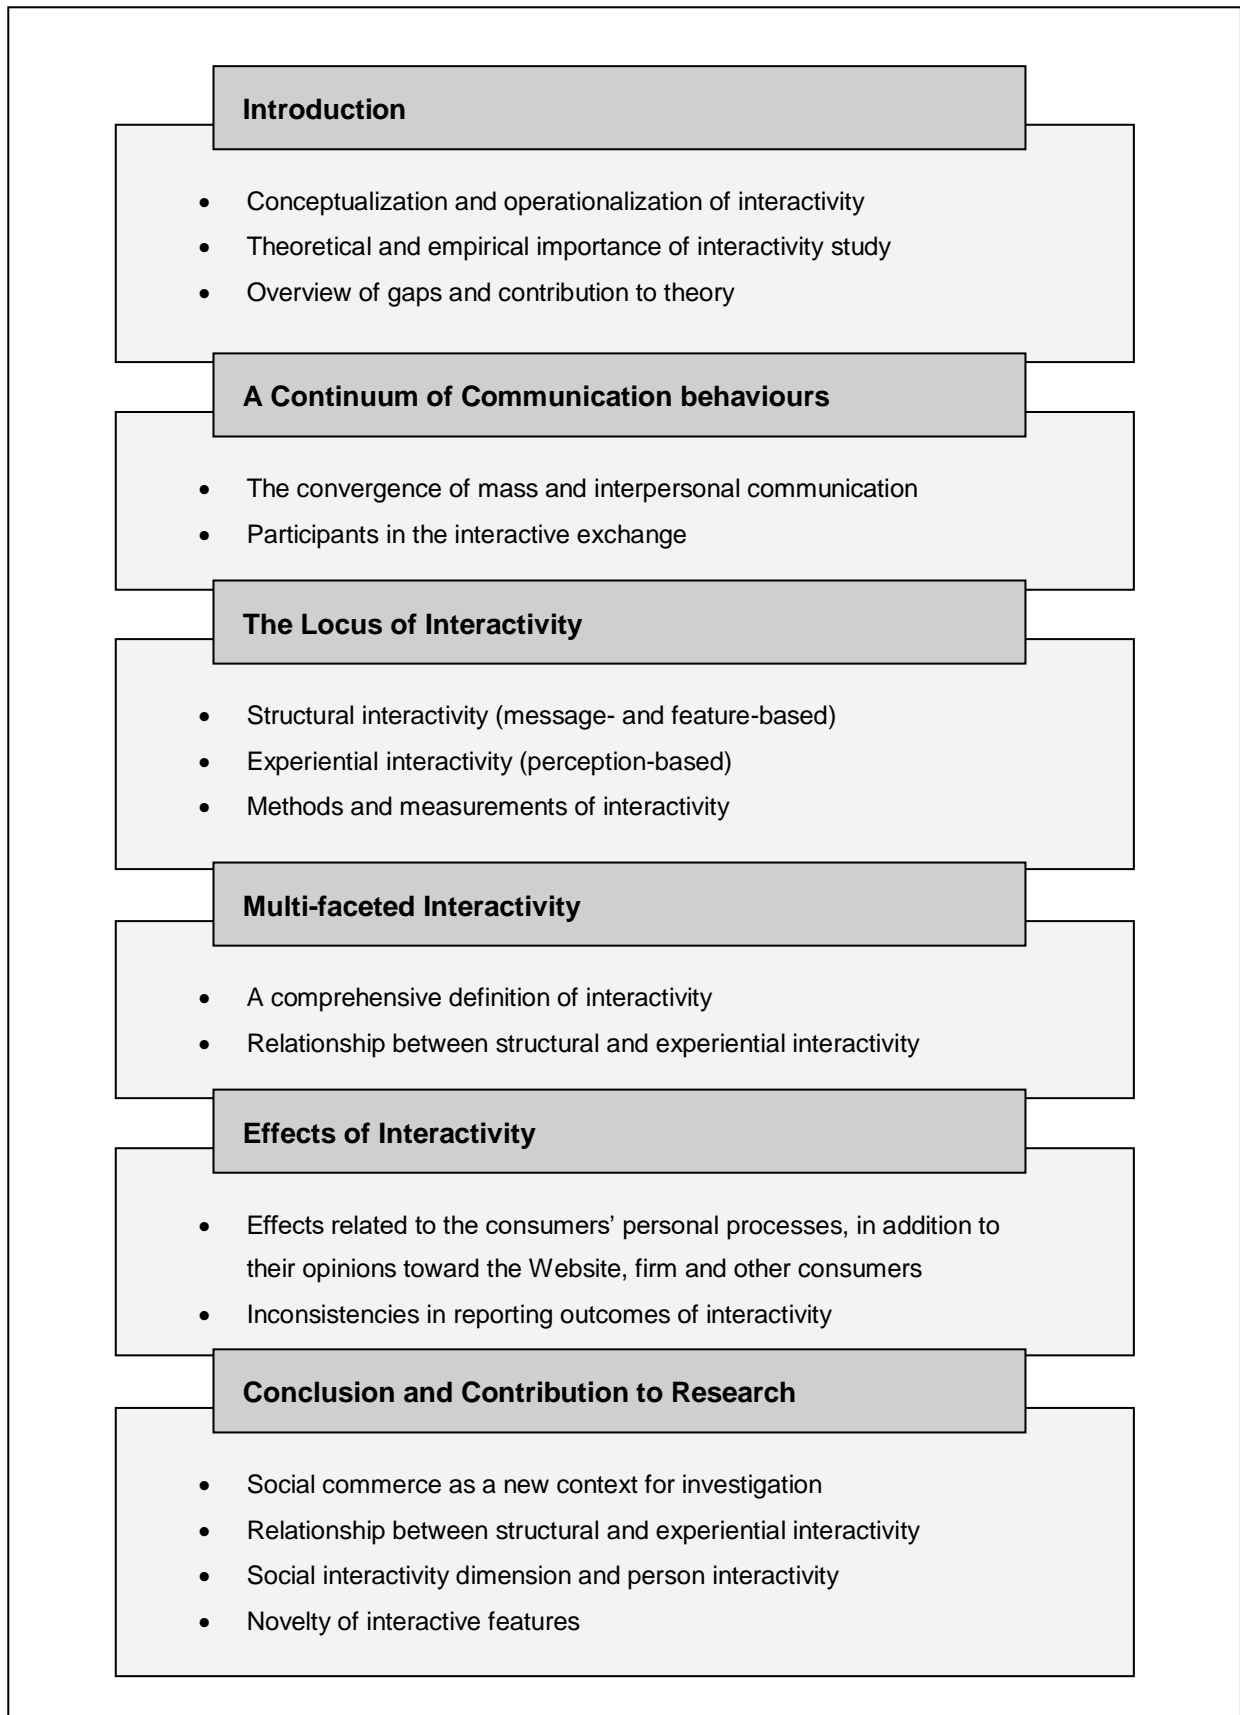 Introduction
• Conceptualization and operationalization of interactivity
• Theoretical and empirical importance of interactivity study
• Overview of gaps and contribution to theory
A Continuum of Communication behaviours
• The convergence of mass and interpersonal communication
• Participants in the interactive exchange
The Locus of Interactivity
• Structural interactivity (message- and feature-based)
• Experiential interactivity (perception-based)
• Methods and measurements of interactivity
Multi-faceted Interactivity
• A comprehensive definition of interactivity
• Relationship between structural and experiential interactivity
Effects of Interactivity
• Effects related to the consumers’ personal processes, in addition to
their opinions toward the Website, firm and other consumers
• Inconsistencies in reporting outcomes of interactivity
Conclusion and Contribution to Research
• Social commerce as a new context for investigation
• Relationship between structural and experiential interactivity
• Social interactivity dimension and person interactivity
• Novelty of interactive features